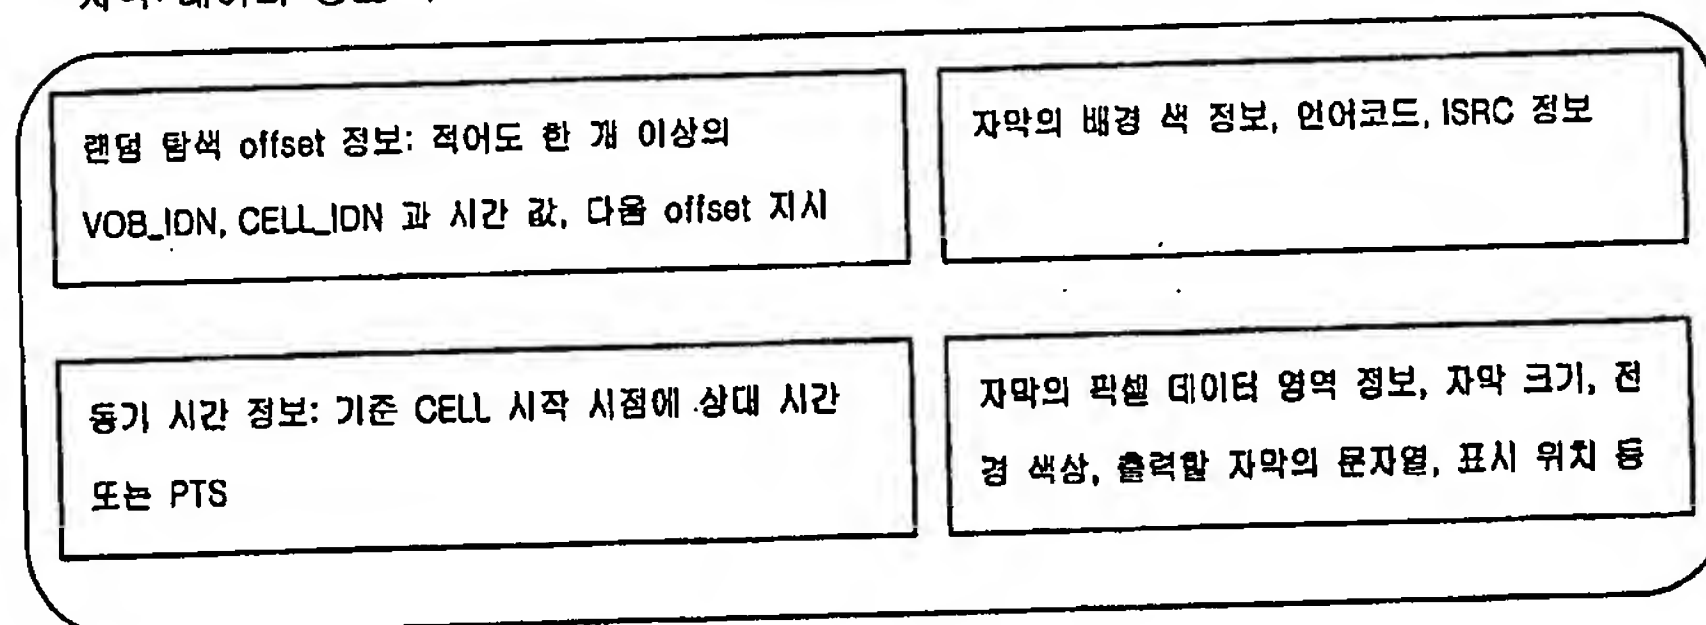 랜덤 탐색 offset 정보: 적어도 한 개 이상의
VOB_IDN, CELL_IDN 과 시간 값, 다음 offset 지시
자막의 배경 색 정보, 언어코드, ISRC 정보
동기 시간 정보: 기준 CELL 시작 시점에 상대 시간
또는 PTS
자막의 픽셀 데이터 영역 정보, 자막 크기, 전
경 색상, 출력할 자막의 문자열, 표시 위치 등